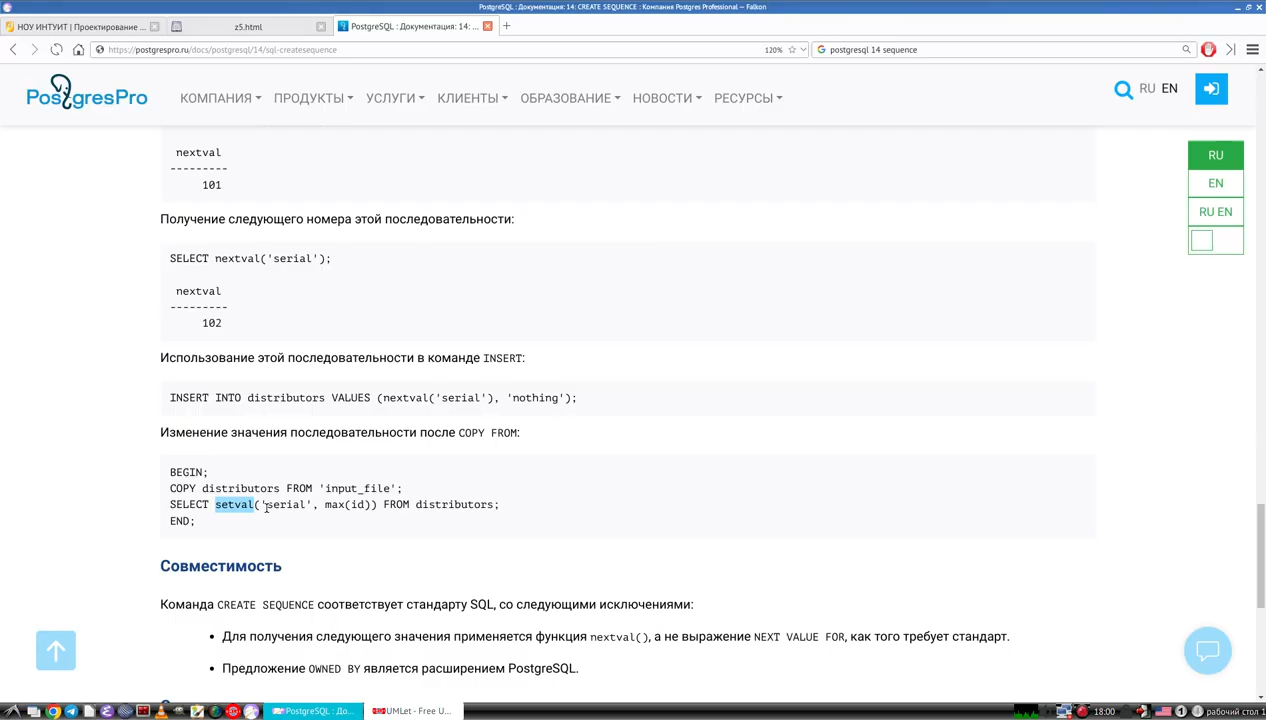 PostgreSQL : Документация: 14: CREATE SEQUENCE : Компания Postgres Professional — Falkon
НОУ ИНТУИТ | Проектирование ...
z5.html
PostgreSQL : Документация: 14: ...
https://postgrespro.ru/docs/postgresql/14/sql-createsequence
120%
postgresql 14 sequence
PostgresPro
КОМПАНИЯ ПРОДУКТЫ УСЛУГИ КЛИЕНТЫ ОБРАЗОВАНИЕ НОВОСТИ РЕСУРСЫ
RU EN
RU
EN
RU EN
nextval
---------
101
Получение следующего номера этой последовательности:
SELECT nextval('serial');
nextval
---------
102
Использование этой последовательности в команде INSERT:
INSERT INTO distributors VALUES (nextval('serial'), 'nothing');
Изменение значения последовательности после COPY FROM:
BEGIN;
COPY distributors FROM 'input_file';
SELECT setval('serial', max(id)) FROM distributors;
END;
Совместимость
Команда CREATE SEQUENCE соответствует стандарту SQL, со следующими исключениями:
• Для получения следующего значения применяется функция nextval(), а не выражение NEXT VALUE FOR, как того требует стандарт.
• Предложение OWNED BY является расширением PostgreSQL.
PostgreSQL : До...
UMLet - Free U...
18:00
1
рабочий стол 1